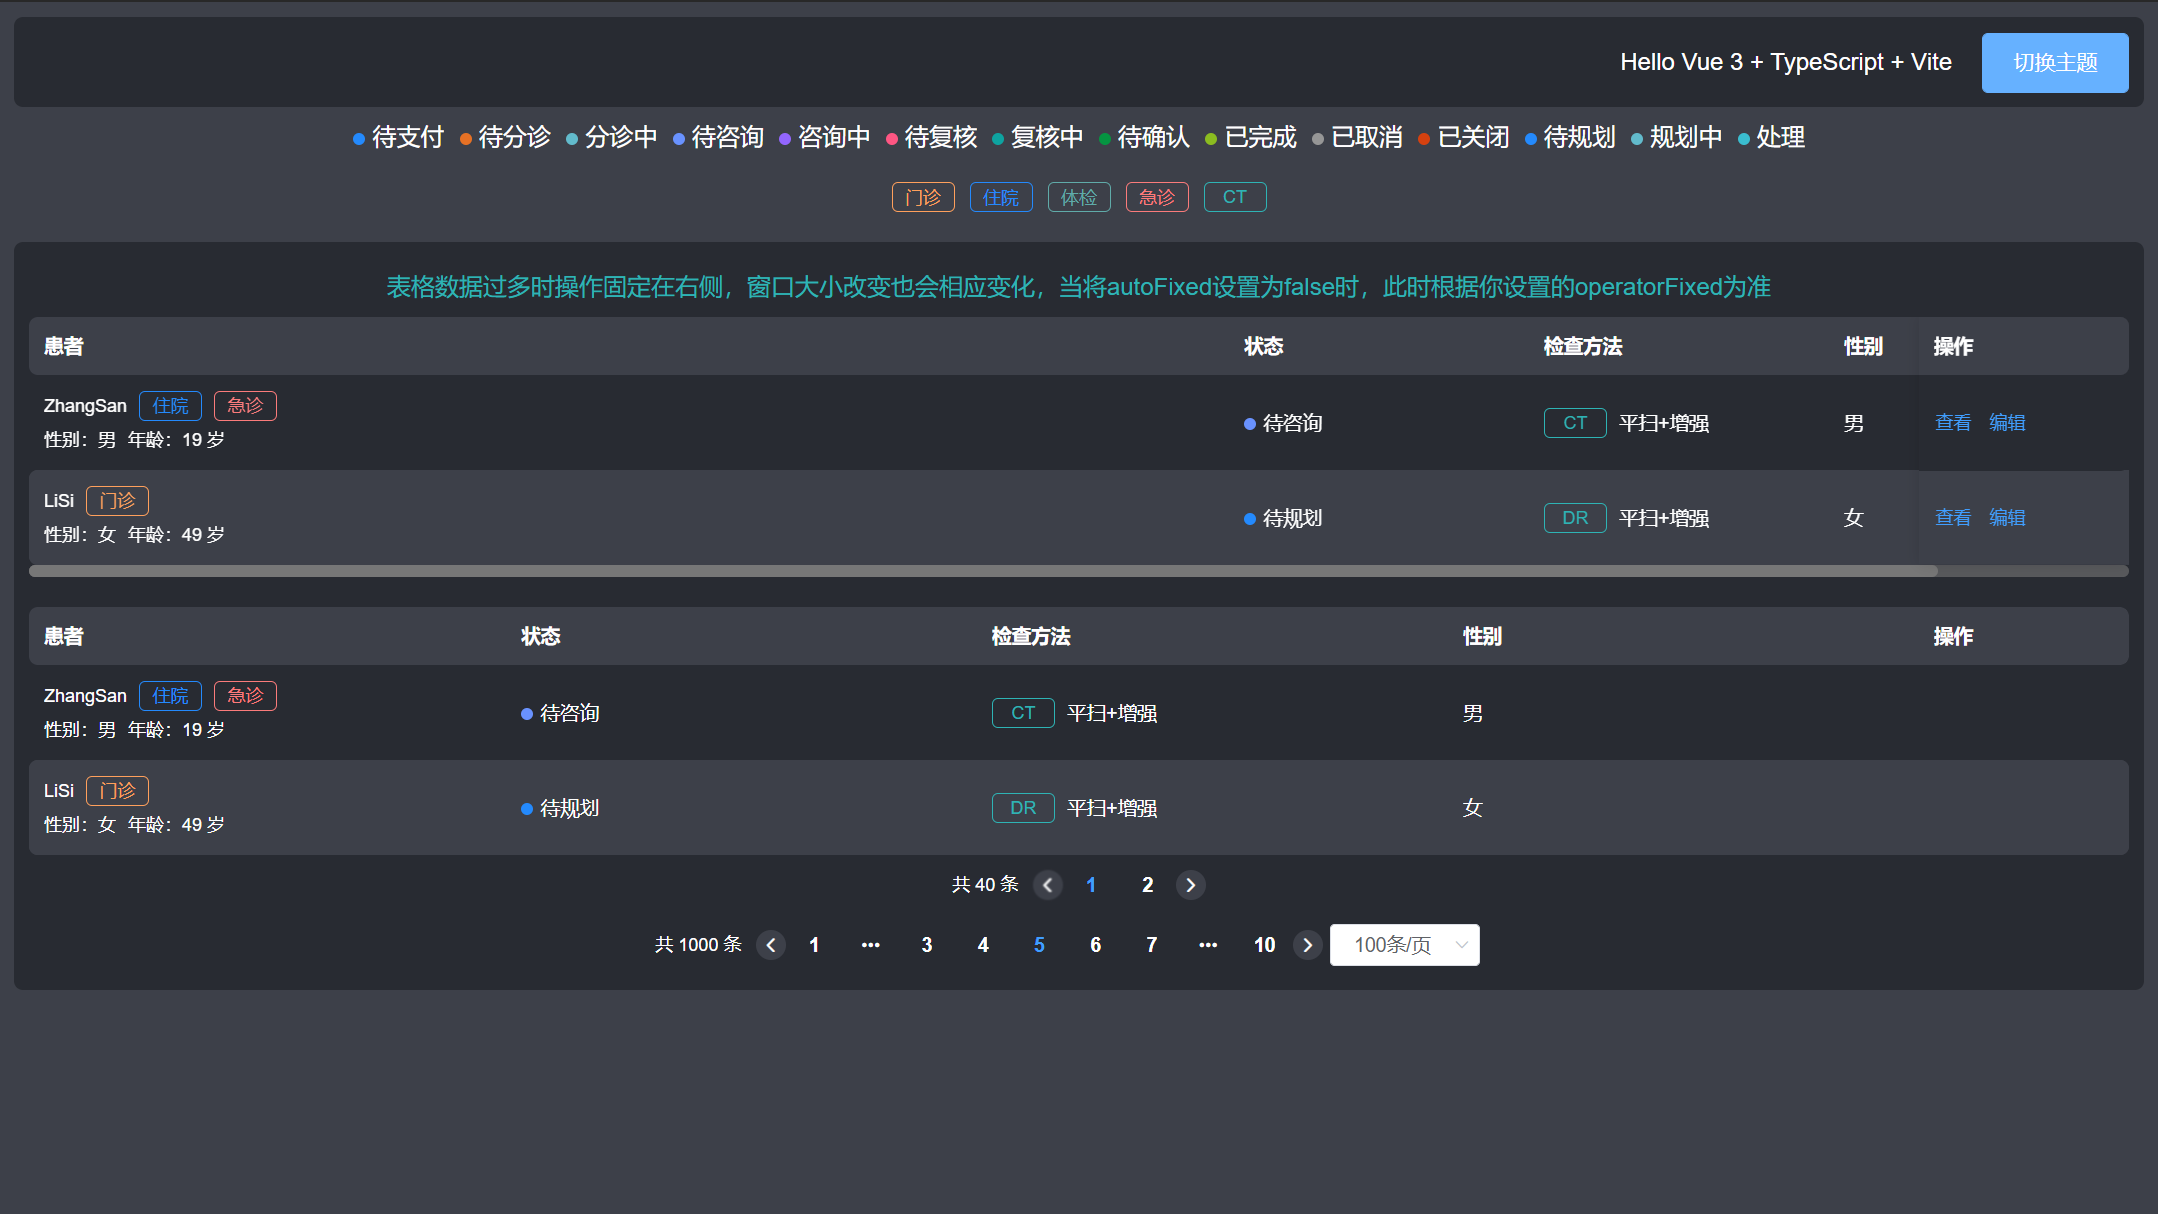 Hello Vue 3 + TypeScript + Vite 切换主题
待支付 待分诊 分诊中 待咨询 咨询中 待复核 复核中 待确认 已完成 已取消 已关闭 待规划 规划中 处理
门诊 住院 体检 急诊 CT
表格数据过多时操作固定在右侧，窗口大小改变也会相应变化，当将autoFixed设置为false时，此时根据你设置的operatorFixed为准
患者 状态 检查方法 性别 操作
ZhangSan 住院 急诊
性别：男 年龄：19 岁
待咨询 CT 平扫+增强 男 查看 编辑
LiSi 门诊
性别：女 年龄：49 岁
待规划 DR 平扫+增强 女 查看 编辑
患者 状态 检查方法 性别 操作
ZhangSan 住院 急诊
性别：男 年龄：19 岁
待咨询 CT 平扫+增强 男
LiSi 门诊
性别：女 年龄：49 岁
待规划 DR 平扫+增强 女
共 40 条 1 2
共 1000 条 1 ••• 3 4 5 6 7 ••• 10 100条/页